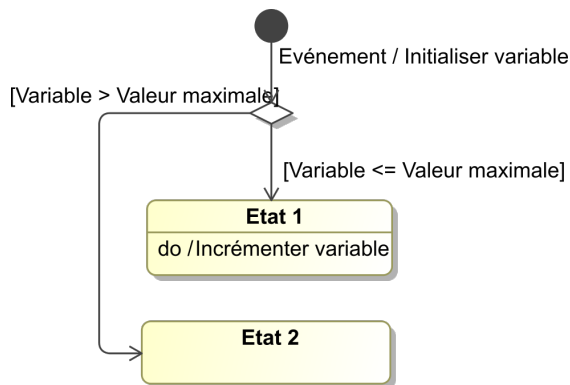 Evénement / Initialiser variable
[Variable > Valeur maximale]
[Variable <= Valeur maximale]
Etat 1
do /Incrémenter variable
Etat 2